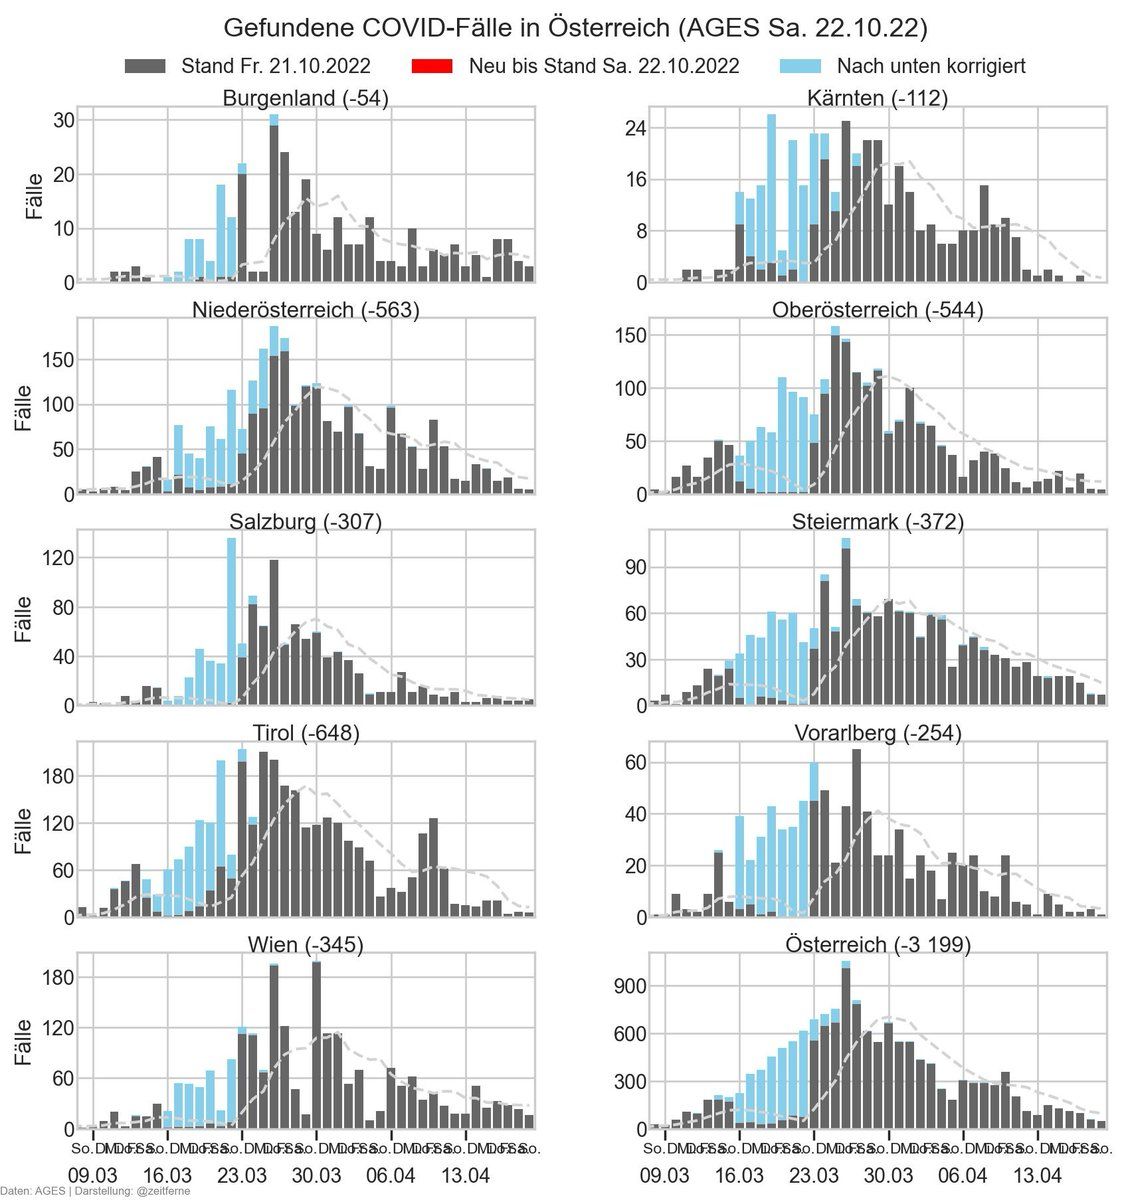 Gefundene COVID-Fälle in Österreich (AGES Sa. 22.10.22)
Stand Fr. 21.10.2022 Neu bis Stand Sa. 22.10.2022 Nach unten korrigiert
Burgenland (-54) Kärnten (-112)
Fälle
30
20
10
0
24
16
8
0
Niederösterreich (-563) Oberösterreich (-544)
Fälle
150
100
50
0
150
100
50
0
Salzburg (-307) Steiermark (-372)
Fälle
120
80
40
0
90
60
30
0
Tirol (-648) Vorarlberg (-254)
Fälle
180
120
60
0
60
40
20
0
Wien (-345) Österreich (-3 199)
Fälle
180
120
60
0
900
600
300
0
09.03 16.03 23.03 30.03 06.04 13.04 09.03 16.03 23.03 30.03 06.04 13.04
Daten: AGES | Darstellung: @zeitferne